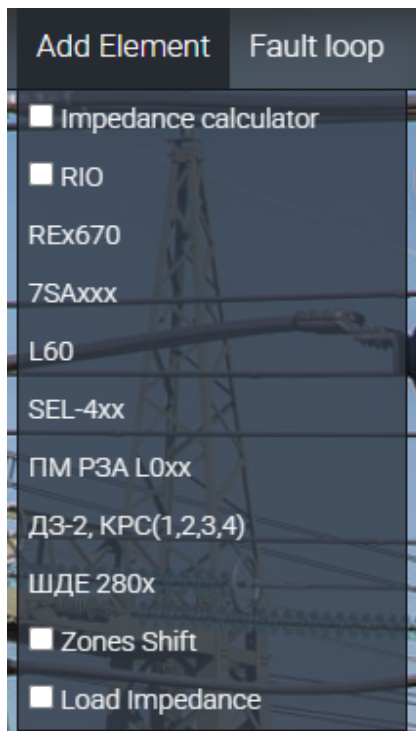 Add Element Fault loop
Impedance calculator
RIO
REx670
7SAxxx
L60
SEL-4xx
ПМ РЗА L0xx
ДЗ-2, КРС(1,2,3,4)
ШДЕ 280x
Zones Shift
Load Impedance